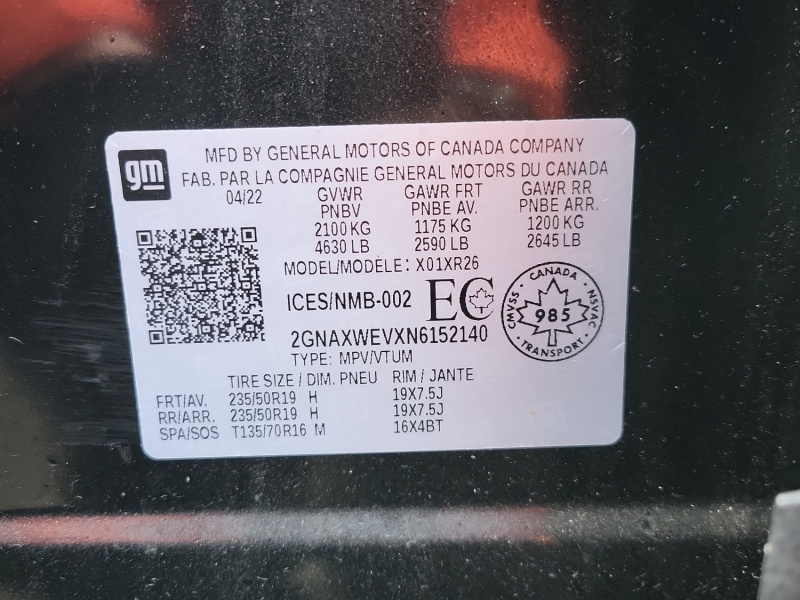 gm
MFD BY GENERAL MOTORS OF CANADA COMPANY
FAB. PAR LA COMPAGNIE GENERAL MOTORS DU CANADA
04/22 GVWR GAWR FRT GAWR RR
PNBV PNBE AV. PNBE ARR.
2100 KG 1175 KG 1200 KG
4630 LB 2590 LB 2645 LB
MODEL/MODÈLE: X01XR26
ICES/NMB-002 EC
CANADA
CMVSS 985 NSVAC
TRANSPORT
2GNAXWEVXN6152140
TYPE: MPV/VTUM
TIRE SIZE / DIM. PNEU RIM / JANTE
FRT/AV. 235/50R19 H 19X7.5J
RR/ARR. 235/50R19 H 19X7.5J
SPA/SOS T135/70R16 M 16X4BT